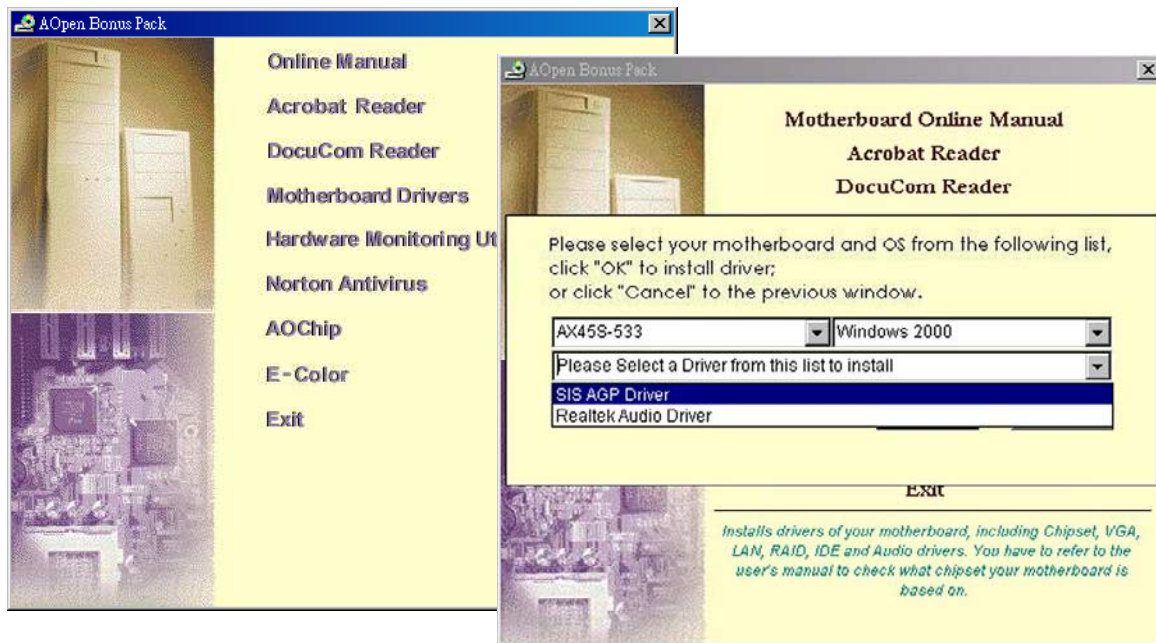 AOpen Bonus Pack
Online Manual
Acrobat Reader
DocuCom Reader
Motherboard Drivers
Hardware Monitoring Ut
Norton Antivirus
AOChip
E-Color
Exit
AOpen Bonus Pack
Motherboard Online Manual
Acrobat Reader
DocuCom Reader
Please select your motherboard and OS from the following list,
click "OK" to install driver;
or click "Cancel" to the previous window.
AX45S-533 Windows 2000
Please Select a Driver from this list to install
SIS AGP Driver
Realtek Audio Driver
Exit
Installs drivers of your motherboard, including Chipset, VGA,
LAN, RAID, IDE and Audio drivers. You have to refer to the
user's manual to check what chipset your motherboard is
based on.